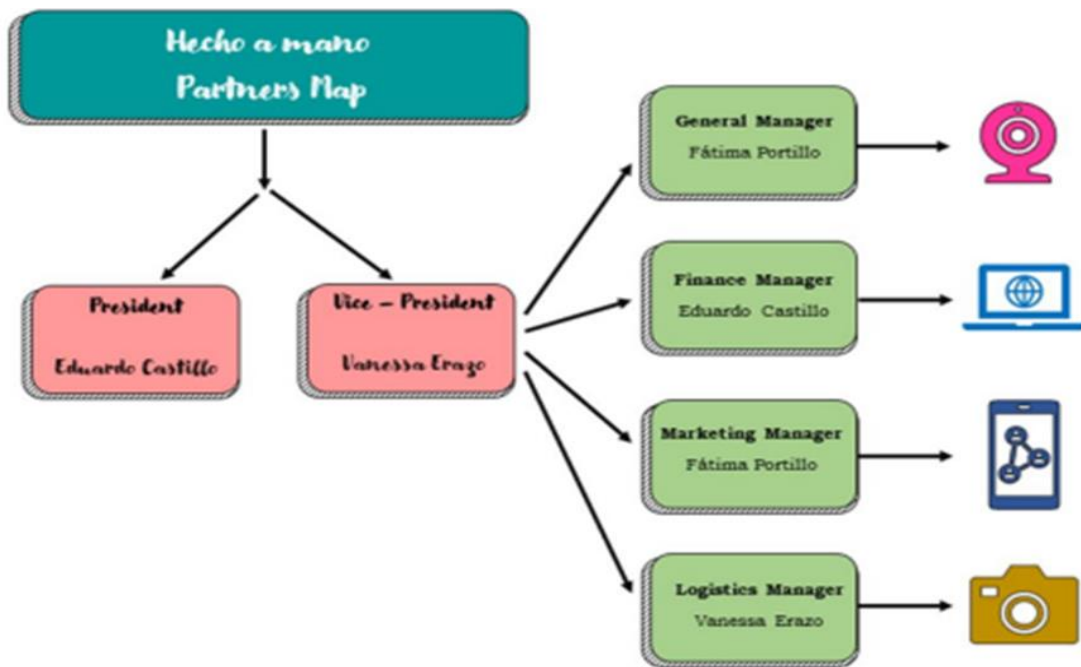 Hecho a mano
Partners Map
General Manager
Fátima Portillo
Finance Manager
Eduardo Castillo
President
Eduardo Castillo
Vice – President
Vanessa Erazo
Marketing Manager
Fátima Portillo
Logistics Manager
Vanessa Erazo